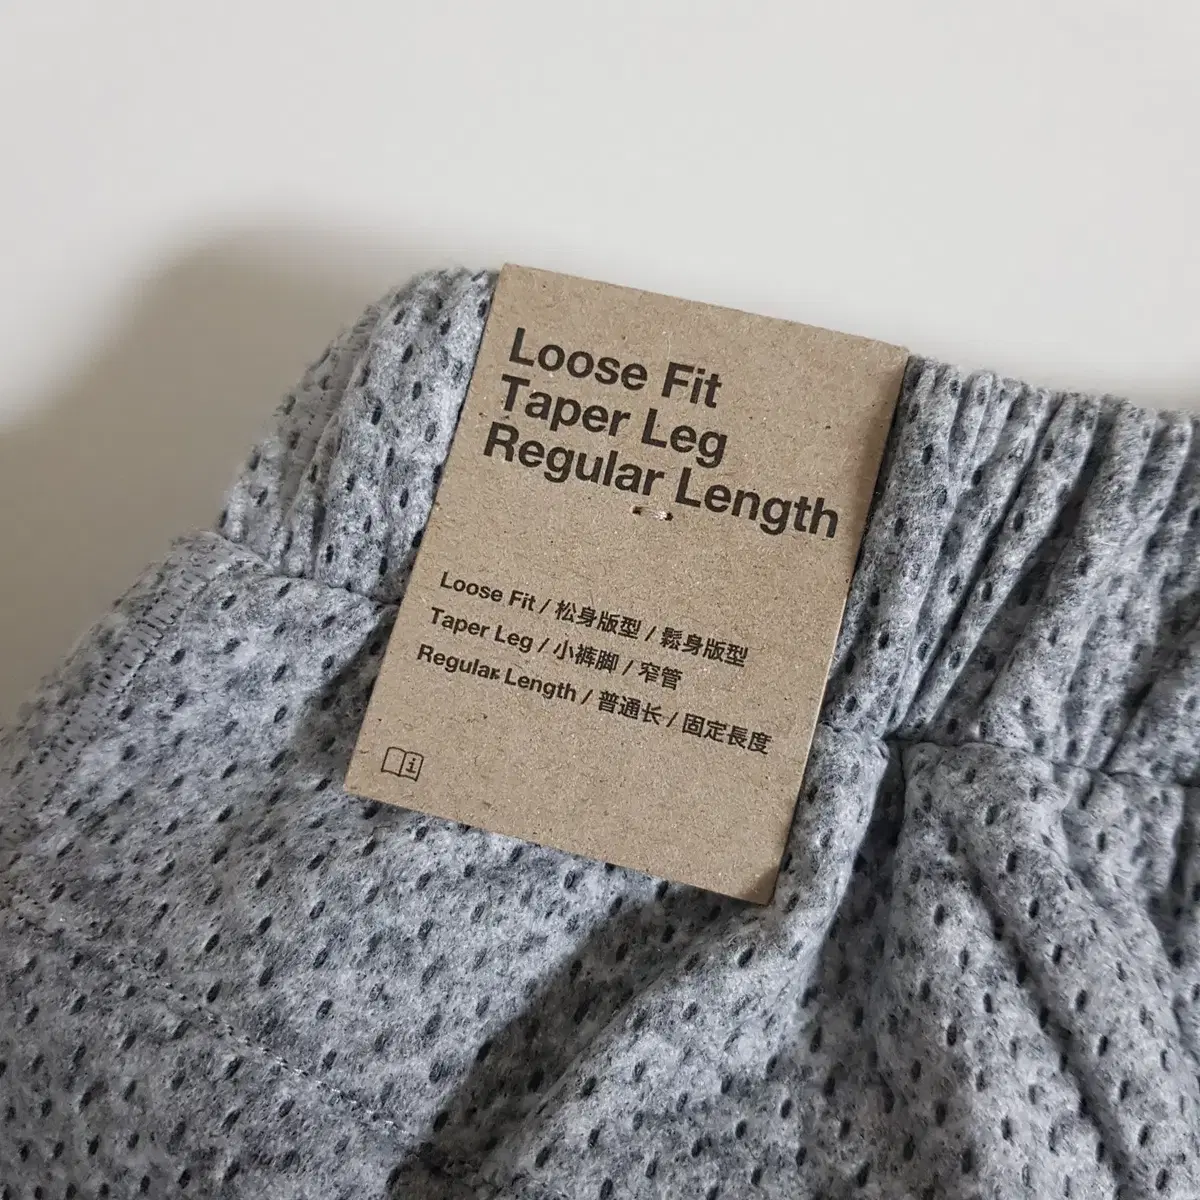 Loose Fit
Taper Leg
Regular Length
Loose Fit / 松身版型 / 鬆身版型
Taper Leg / 小裤脚 / 窄管
Regular Length / 普通长 / 固定長度
i